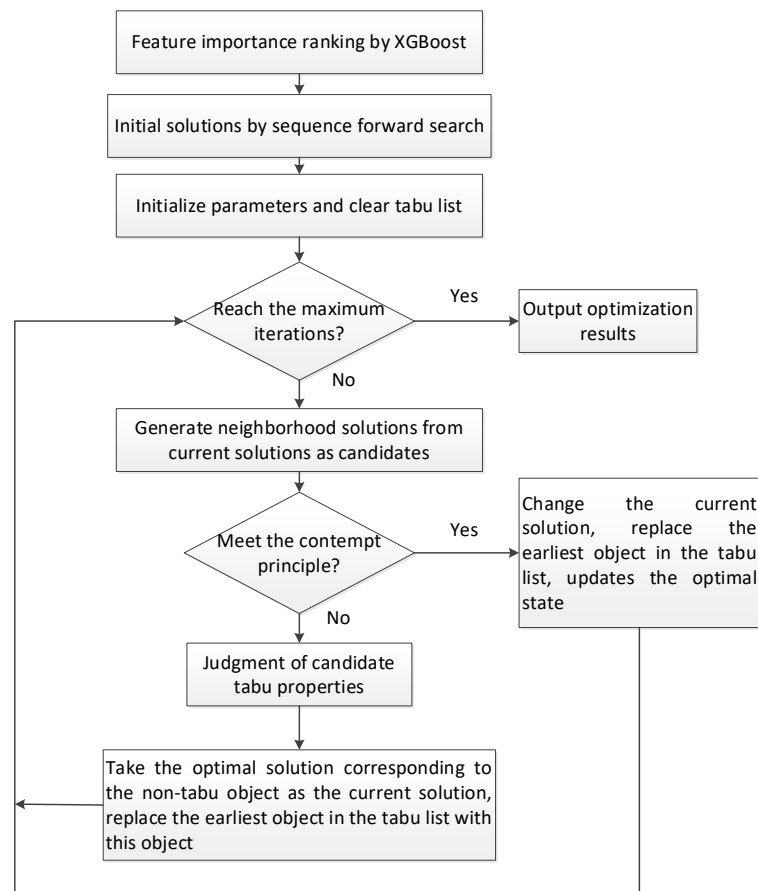 Feature importance ranking by XGBoost
Initial solutions by sequence forward search
Initialize parameters and clear tabu list
Reach the maximum
iterations?
Yes
Output optimization
results
No
Generate neighborhood solutions from
current solutions as candidates
Meet the contempt
principle?
Yes
Change the current
solution, replace the
earliest object in the tabu
list, updates the optimal
state
No
Judgment of candidate
tabu properties
Take the optimal solution corresponding to
the non-tabu object as the current solution,
replace the earliest object in the tabu list with
this object